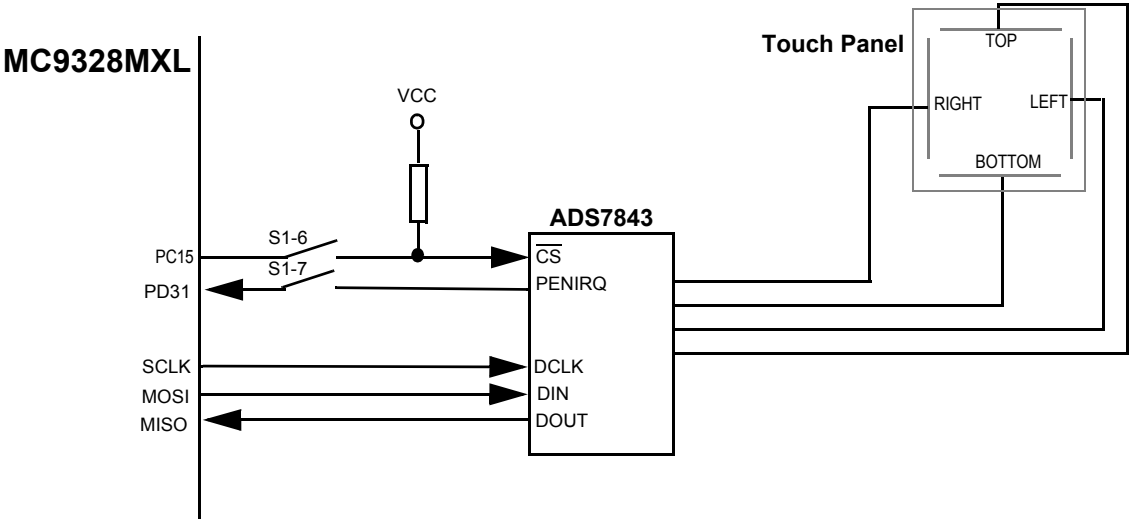 MC9328MXL
Touch Panel
TOP
RIGHT
LEFT
BOTTOM
VCC
ADS7843
S1-6
PC15
CS
S1-7
PD31
PENIRQ
SCLK
DCLK
MOSI
DIN
MISO
DOUT